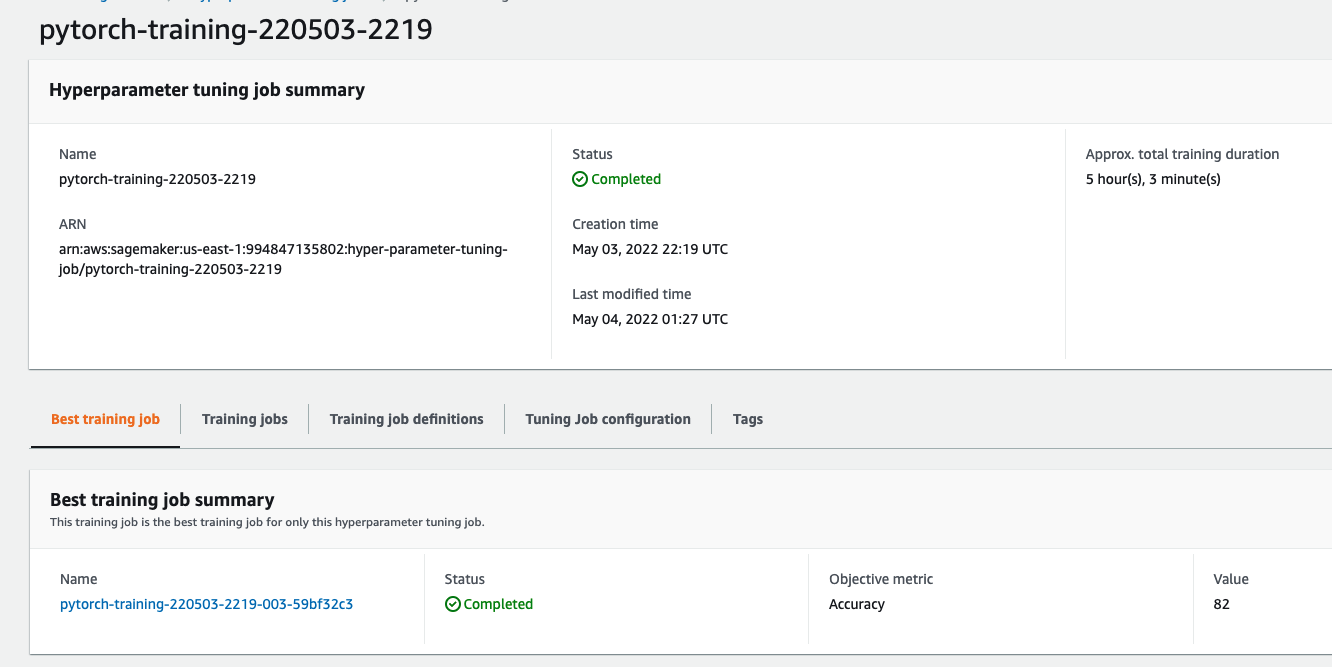 pytorch-training-220503-2219
Hyperparameter tuning job summary
Name
pytorch-training-220503-2219
ARN
arn:aws:sagemaker:us-east-1:994847135802:hyper-parameter-tuning-
job/pytorch-training-220503-2219
Status
Completed
Creation time
May 03, 2022 22:19 UTC
Last modified time
May 04, 2022 01:27 UTC
Approx. total training duration
5 hour(s), 3 minute(s)
Best training job
Training jobs
Training job definitions
Tuning Job configuration
Tags
Best training job summary
This training job is the best training job for only this hyperparameter tuning job.
Name
pytorch-training-220503-2219-003-59bf32c3
Status
Completed
Objective metric
Accuracy
Value
82